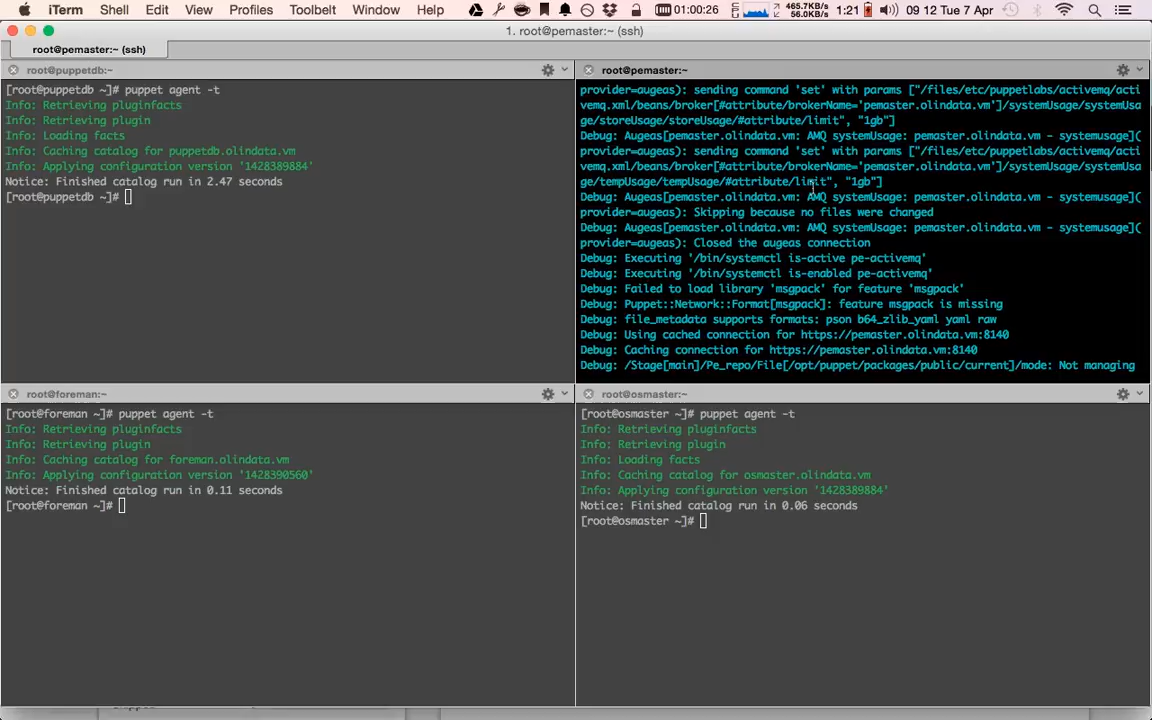 iTerm Shell Edit View Profiles Toolbelt Window Help 01:00:26 465.7KB/s 56.0KB/s 1:21 09 12 Tue 7 Apr
1. root@pemaster:~ (ssh)
root@pemaster:~ (ssh)
root@puppetdb:~
[root@puppetdb ~]# puppet agent -t
Info: Retrieving pluginfacts
Info: Retrieving plugin
Info: Loading facts
Info: Caching catalog for puppetdb.olindata.vm
Info: Applying configuration version '1428389884'
Notice: Finished catalog run in 2.47 seconds
[root@puppetdb ~]#
root@pemaster:~
provider=augeas): sending command 'set' with params ["/files/etc/puppetlabs/activemq/acti
vemq.xml/beans/broker[#attribute/brokerName='pemaster.olindata.vm']/systemUsage/systemUsa
ge/storeUsage/storeUsage/#attribute/limit", "1gb"]
Debug: Augeas[pemaster.olindata.vm: AMQ systemUsage: pemaster.olindata.vm - systemusage](
provider=augeas): sending command 'set' with params ["/files/etc/puppetlabs/activemq/acti
vemq.xml/beans/broker[#attribute/brokerName='pemaster.olindata.vm']/systemUsage/systemUsa
ge/tempUsage/tempUsage/#attribute/limit", "1gb"]
Debug: Augeas[pemaster.olindata.vm: AMQ systemUsage: pemaster.olindata.vm - systemusage](
provider=augeas): Skipping because no files were changed
Debug: Augeas[pemaster.olindata.vm: AMQ systemUsage: pemaster.olindata.vm - systemusage](
provider=augeas): Closed the augeas connection
Debug: Executing '/bin/systemctl is-active pe-activemq'
Debug: Executing '/bin/systemctl is-enabled pe-activemq'
Debug: Failed to load library 'msgpack' for feature 'msgpack'
Debug: Puppet::Network::Format[msgpack]: feature msgpack is missing
Debug: file_metadata supports formats: pson b64_zlib_yaml yaml raw
Debug: Using cached connection for https://pemaster.olindata.vm:8140
Debug: Caching connection for https://pemaster.olindata.vm:8140
Debug: /Stage[main]/Pe_repo/File[/opt/puppet/packages/public/current]/mode: Not managing
root@foreman:~
[root@foreman ~]# puppet agent -t
Info: Retrieving pluginfacts
Info: Retrieving plugin
Info: Caching catalog for foreman.olindata.vm
Info: Applying configuration version '1428390560'
Notice: Finished catalog run in 0.11 seconds
[root@foreman ~]#
root@osmaster:~
[root@osmaster ~]# puppet agent -t
Info: Retrieving pluginfacts
Info: Retrieving plugin
Info: Loading facts
Info: Caching catalog for osmaster.olindata.vm
Info: Applying configuration version '1428389884'
Notice: Finished catalog run in 0.06 seconds
[root@osmaster ~]#